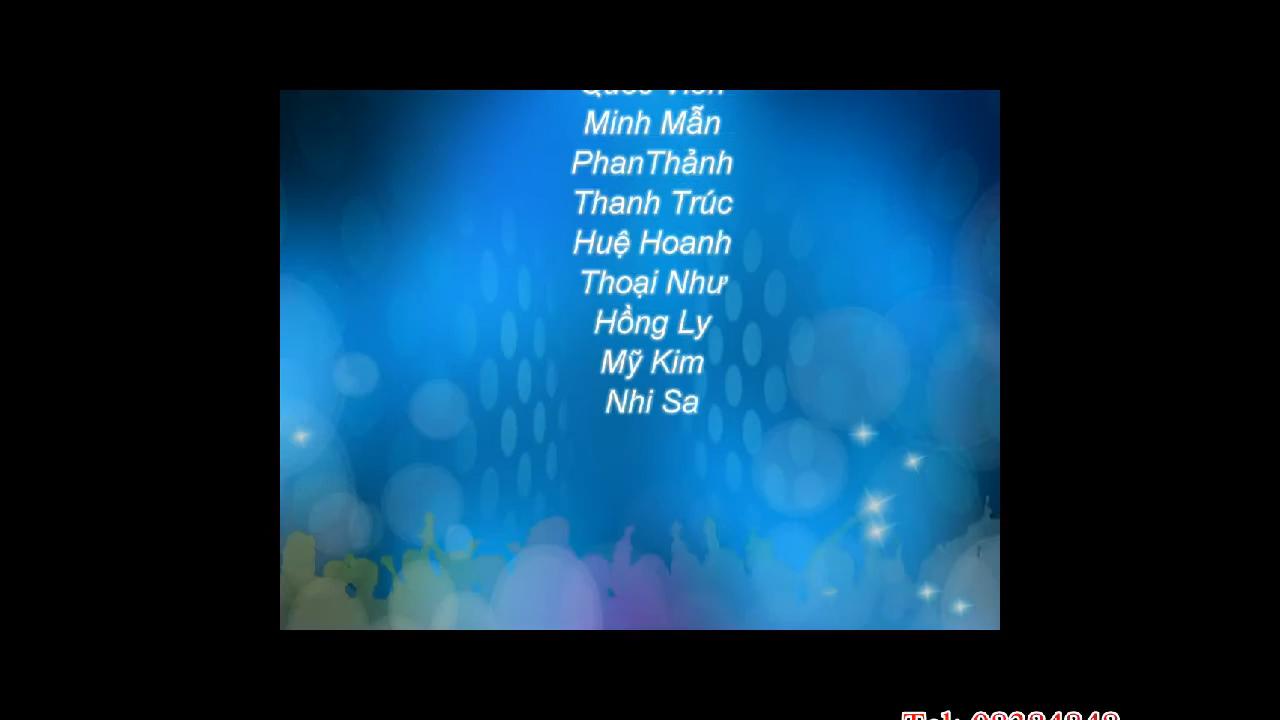 Minh Mẫn
PhanThảnh
Thanh Trúc
Huệ Hoanh
Thoại Như
Hồng Ly
Mỹ Kim
Nhi Sa